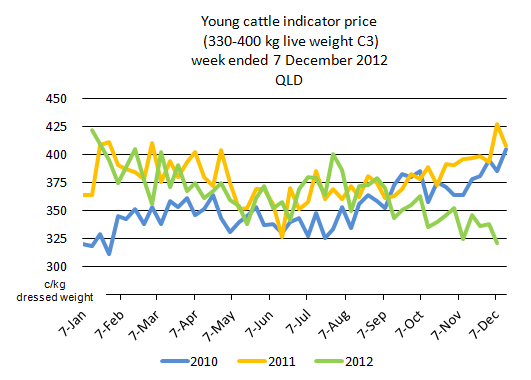 Young cattle indicator price
(330-400 kg live weight C3)
week ended 7 December 2012
QLD
450
425
400
375
350
325
300
c/kg
dressed weight
7-Jan
7-Feb
7-Mar
7-Apr
7-May
7-Jun
7-Jul
7-Aug
7-Sep
7-Oct
7-Nov
7-Dec
2010 2011 2012